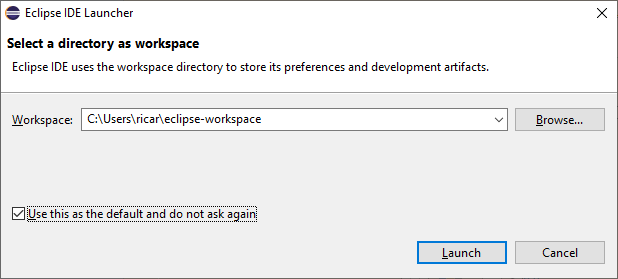 Eclipse IDE Launcher
Select a directory as workspace
Eclipse IDE uses the workspace directory to store its preferences and development artifacts.
Workspace: C:\Users\ricar\eclipse-workspace Browse...
Use this as the default and do not ask again
Launch Cancel